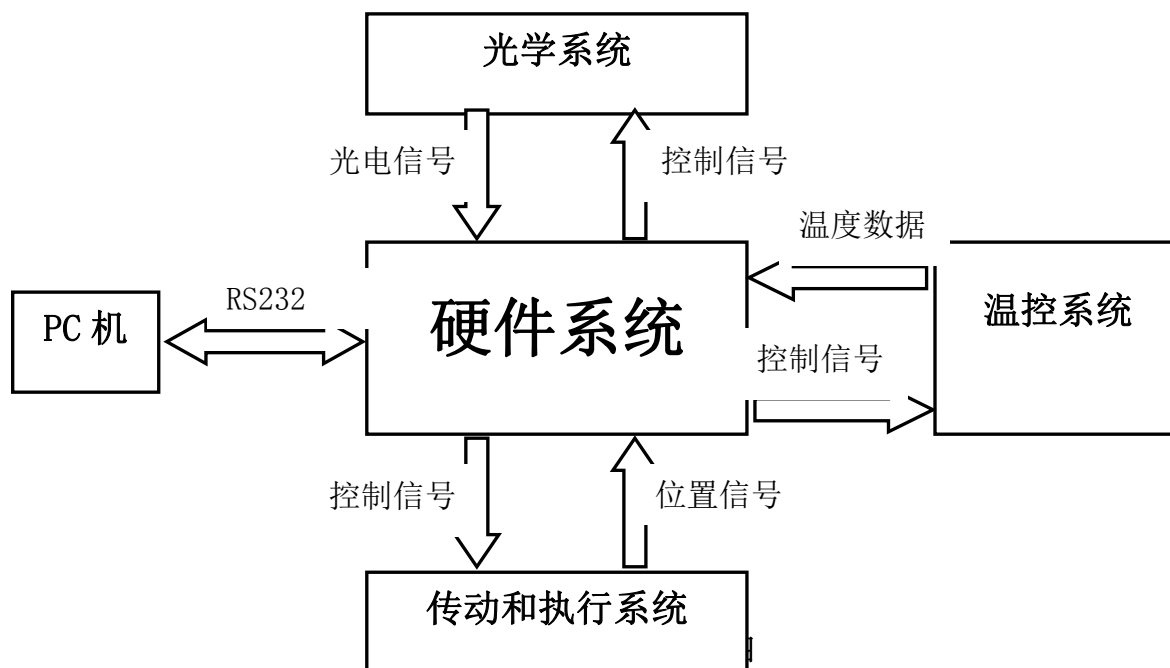 光学系统
光电信号
控制信号
温度数据
RS232
PC 机
硬件系统
温控系统
控制信号
控制信号
位置信号
传动和执行系统